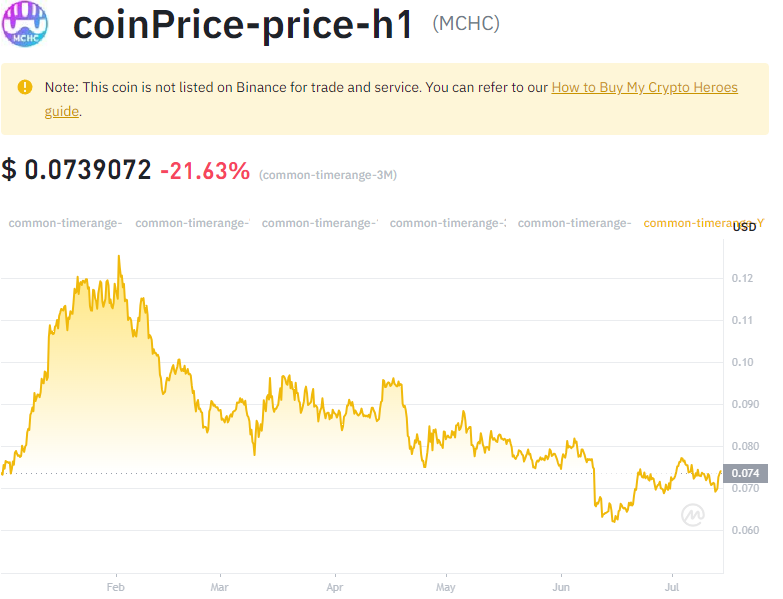 MCHC
coinPrice-price-h1 (MCHC)
Note: This coin is not listed on Binance for trade and service. You can refer to our How to Buy My Crypto Heroes
guide.
$ 0.0739072 -21.63% (common-timerange-3M)
common-timerange- common-timerange- common-timerange- common-timerange- common-timerange- common-timerange-Y
USD
0.12
0.11
0.10
0.090
0.080
0.074
0.070
0.060
Feb Mar Apr May Jun Jul